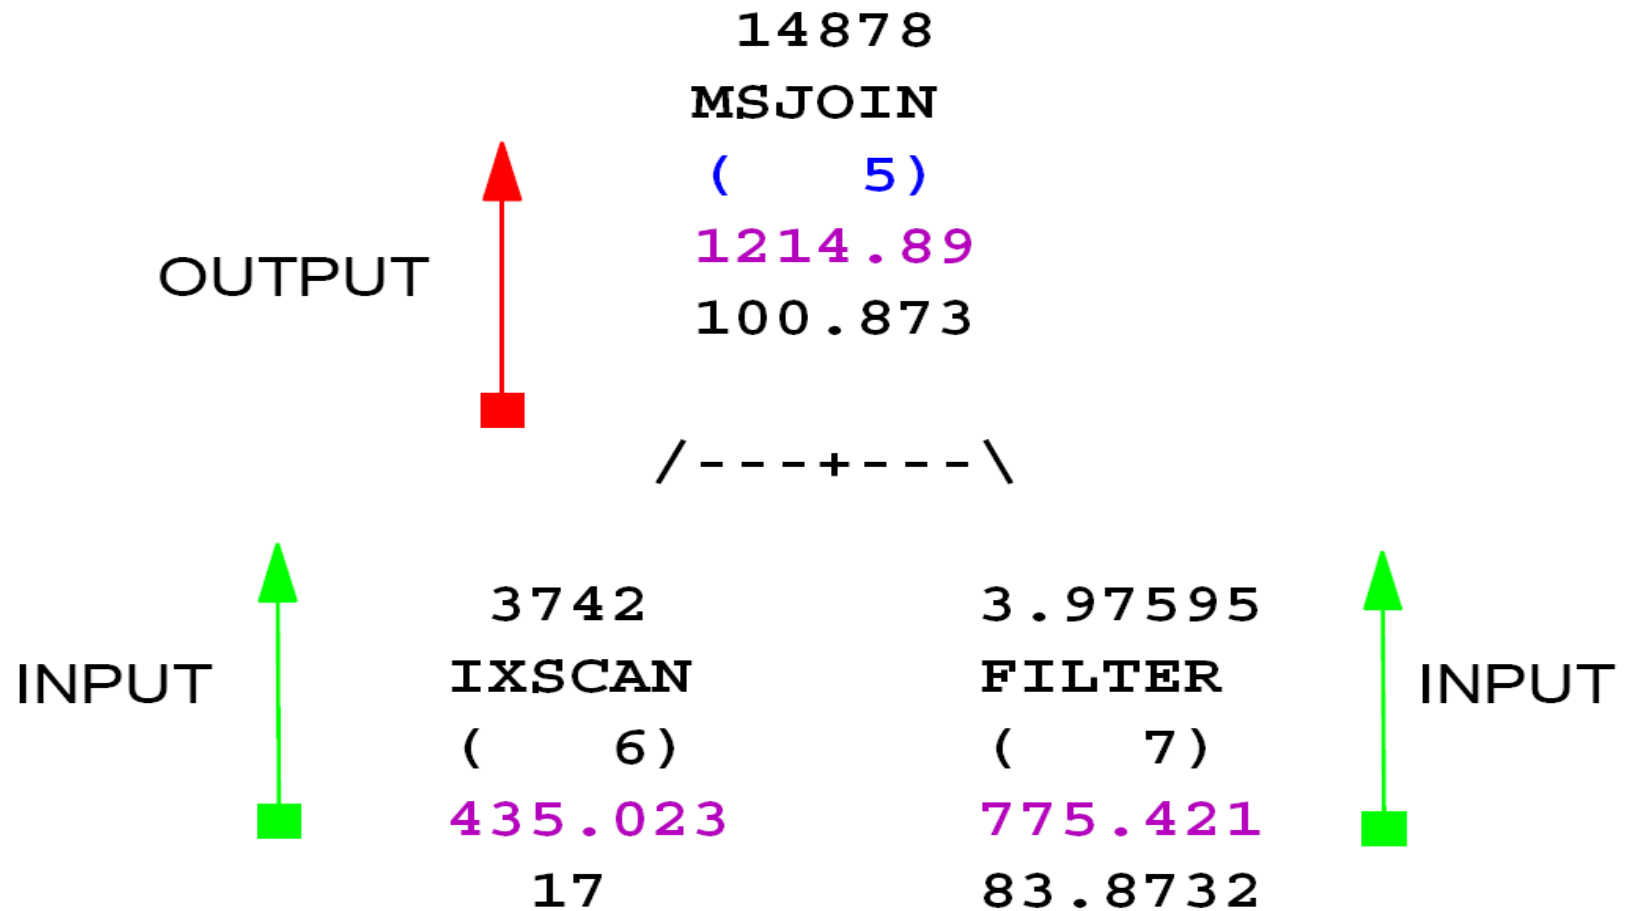 14878
MSJOIN
(   5)
1214.89
OUTPUT
100.873
/---+---\
3742 3.97595
INPUT IXSCAN FILTER INPUT
(   6) (   7)
435.023 775.421
17 83.8732